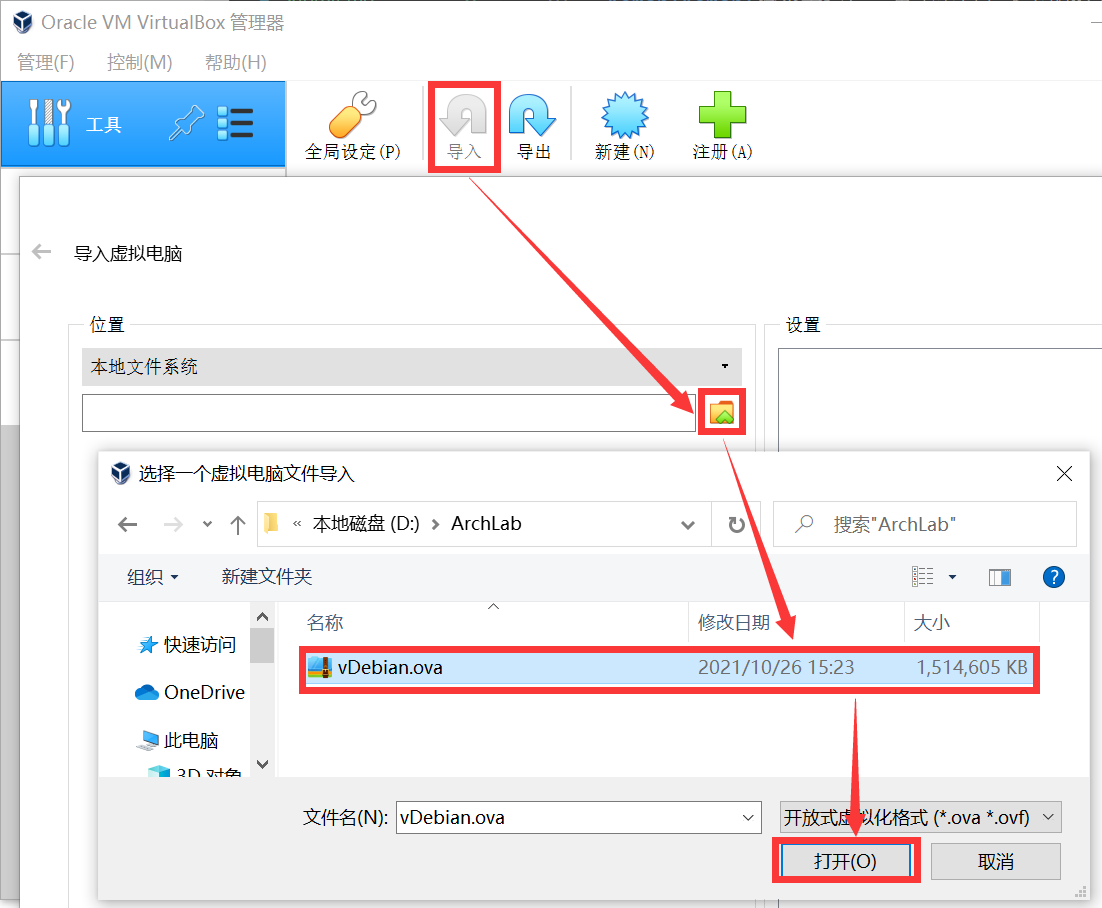 Oracle VM VirtualBox 管理器
管理(F) 控制(M) 帮助(H)
工具
全局设定(P) 导入 导出 新建(N) 注册(A)
导入虚拟电脑
位置 设置
本地文件系统
选择一个虚拟电脑文件导入
« 本地磁盘 (D:) › ArchLab 搜索"ArchLab"
组织 新建文件夹
名称 修改日期 大小
快速访问
vDebian.ova 2021/10/26 15:23 1,514,605 KB
OneDrive
此电脑
3D 对象
文件名(N): vDebian.ova 开放式虚拟化格式 (*.ova *.ovf)
打开(O) 取消